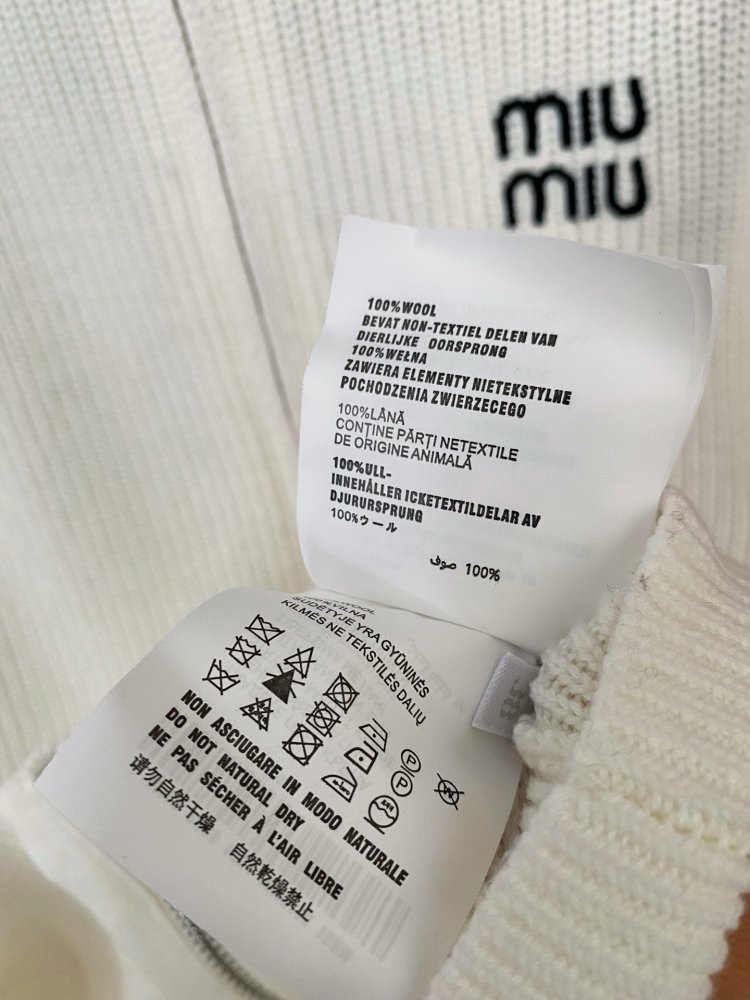 MIU
MIU
100%WOOL
BEVAT NON-TEXTIEL DELEN VAN
DIERLIJKE OORSPRONG
100%WEŁNA
ZAWIERA ELEMENTY NIETEKSTYLNE
POCHODZENIA ZWIERZECEGO
100%LÂNĂ
CONŢINE PĂRŢI NETEXTILE
DE ORIGINE ANIMALĂ
100%ULL-
INNEHÅLLER ICKETEXTILDELAR AV
DJURURSPRUNG
100%ウール
100% صوف
SUDĖTYJE YRA GYŪNINĖS
KILMĖS NE TEKSTILĖS DALIŲ
P
P
NON ASCIUGARE IN MODO NATURALE
DO NOT NATURAL DRY
NE PAS SÉCHER À L'AIR LIBRE
请勿自然干燥 自然乾燥禁止